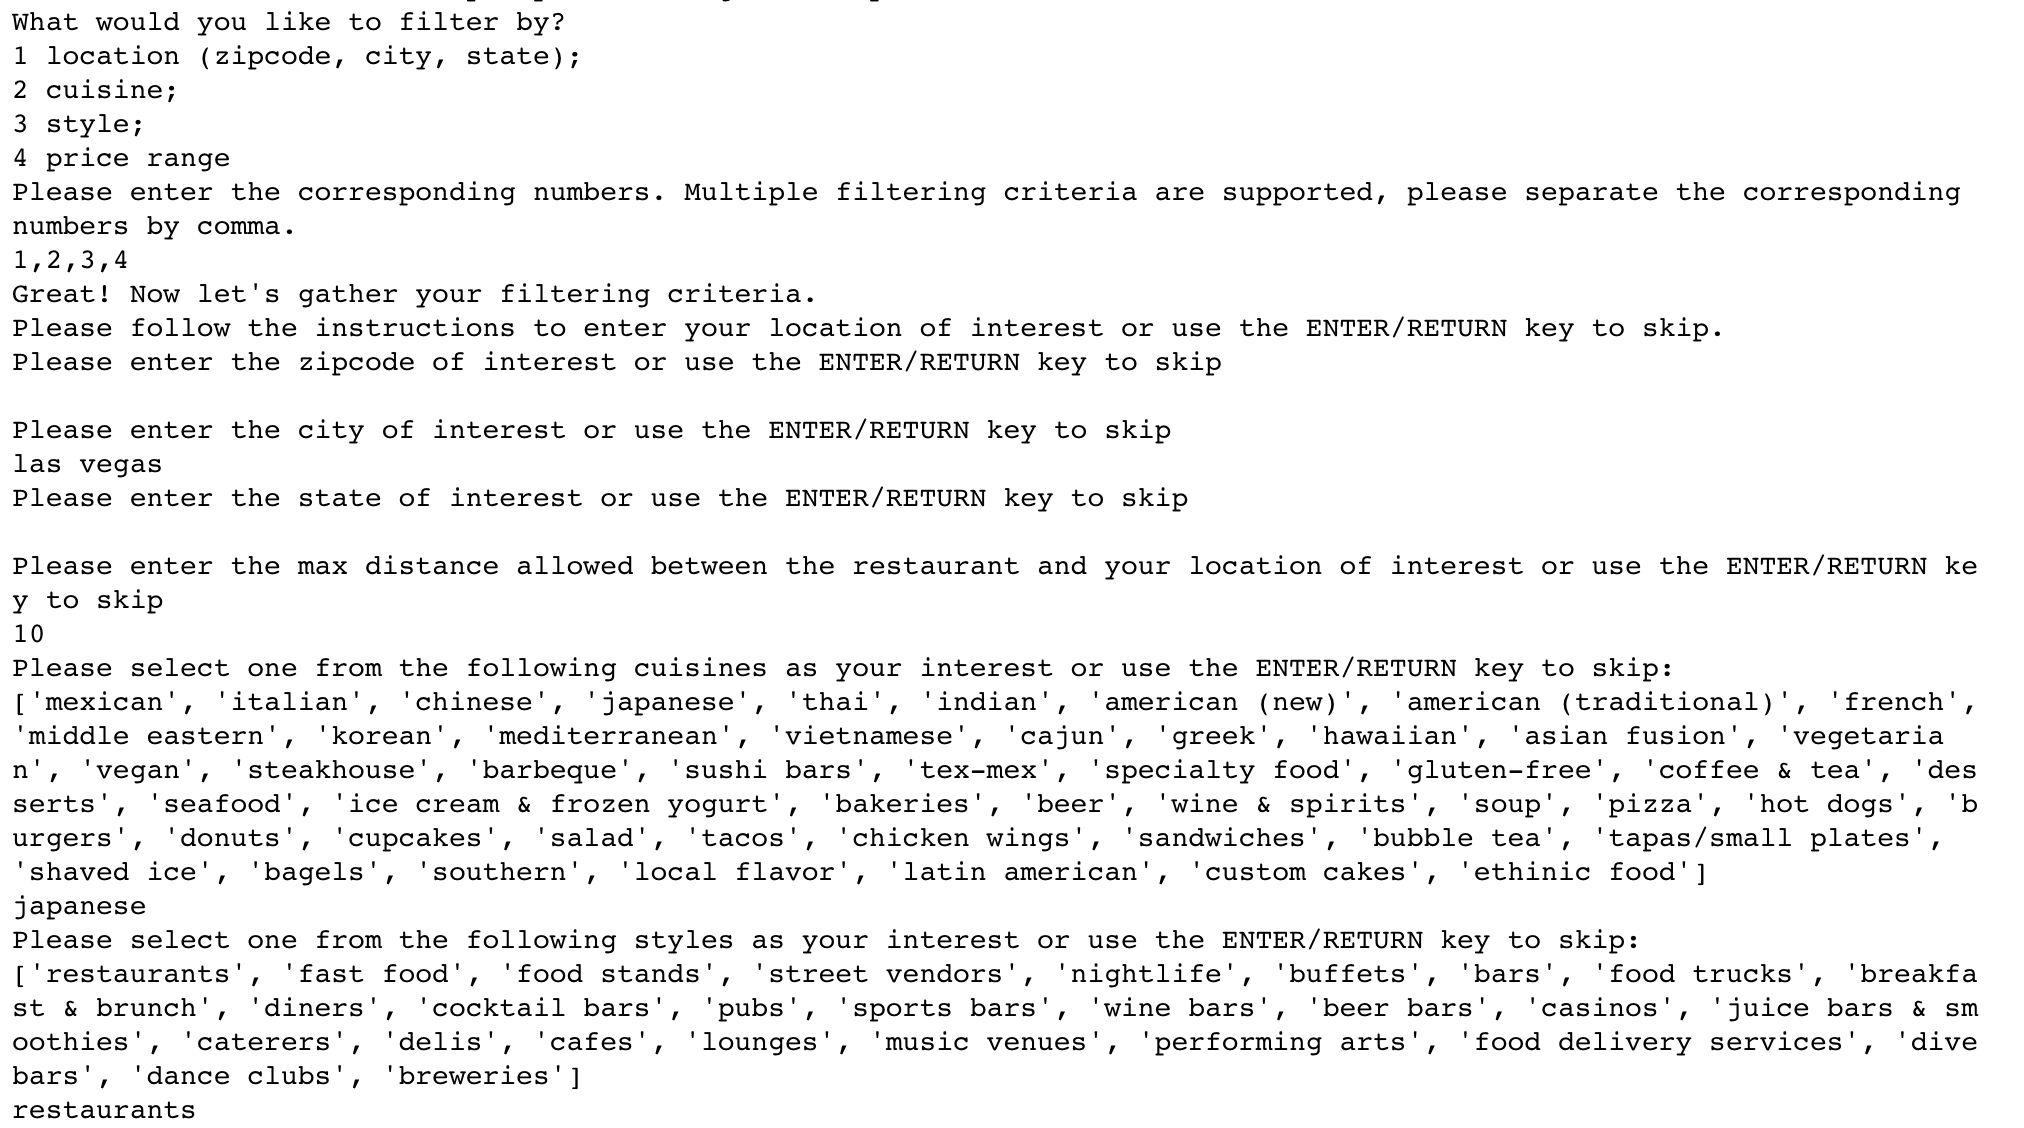 What would you like to filter by?
1 location (zipcode, city, state);
2 cuisine;
3 style;
4 price range
Please enter the corresponding numbers. Multiple filtering criteria are supported, please separate the corresponding
numbers by comma.
1,2,3,4
Great! Now let's gather your filtering criteria.
Please follow the instructions to enter your location of interest or use the ENTER/RETURN key to skip.
Please enter the zipcode of interest or use the ENTER/RETURN key to skip
Please enter the city of interest or use the ENTER/RETURN key to skip
las vegas
Please enter the state of interest or use the ENTER/RETURN key to skip
Please enter the max distance allowed between the restaurant and your location of interest or use the ENTER/RETURN ke
y to skip
10
Please select one from the following cuisines as your interest or use the ENTER/RETURN key to skip:
['mexican', 'italian', 'chinese', 'japanese', 'thai', 'indian', 'american (new)', 'american (traditional)', 'french',
'middle eastern', 'korean', 'mediterranean', 'vietnamese', 'cajun', 'greek', 'hawaiian', 'asian fusion', 'vegetaria
n', 'vegan', 'steakhouse', 'barbeque', 'sushi bars', 'tex-mex', 'specialty food', 'gluten-free', 'coffee & tea', 'des
serts', 'seafood', 'ice cream & frozen yogurt', 'bakeries', 'beer', 'wine & spirits', 'soup', 'pizza', 'hot dogs', 'b
urgers', 'donuts', 'cupcakes', 'salad', 'tacos', 'chicken wings', 'sandwiches', 'bubble tea', 'tapas/small plates',
'shaved ice', 'bagels', 'southern', 'local flavor', 'latin american', 'custom cakes', 'ethinic food']
japanese
Please select one from the following styles as your interest or use the ENTER/RETURN key to skip:
['restaurants', 'fast food', 'food stands', 'street vendors', 'nightlife', 'buffets', 'bars', 'food trucks', 'breakfa
st & brunch', 'diners', 'cocktail bars', 'pubs', 'sports bars', 'wine bars', 'beer bars', 'casinos', 'juice bars & sm
oothies', 'caterers', 'delis', 'cafes', 'lounges', 'music venues', 'performing arts', 'food delivery services', 'dive
bars', 'dance clubs', 'breweries']
restaurants